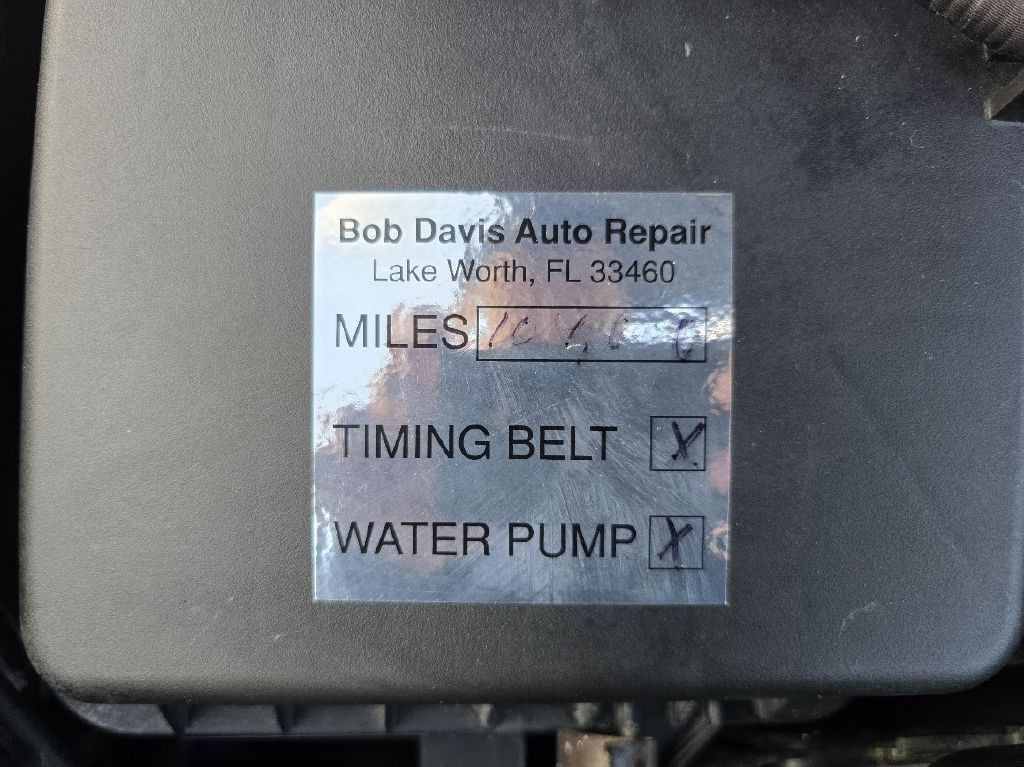 Bob Davis Auto Repair
Lake Worth, FL 33460
MILES
TIMING BELT X
WATER PUMP X